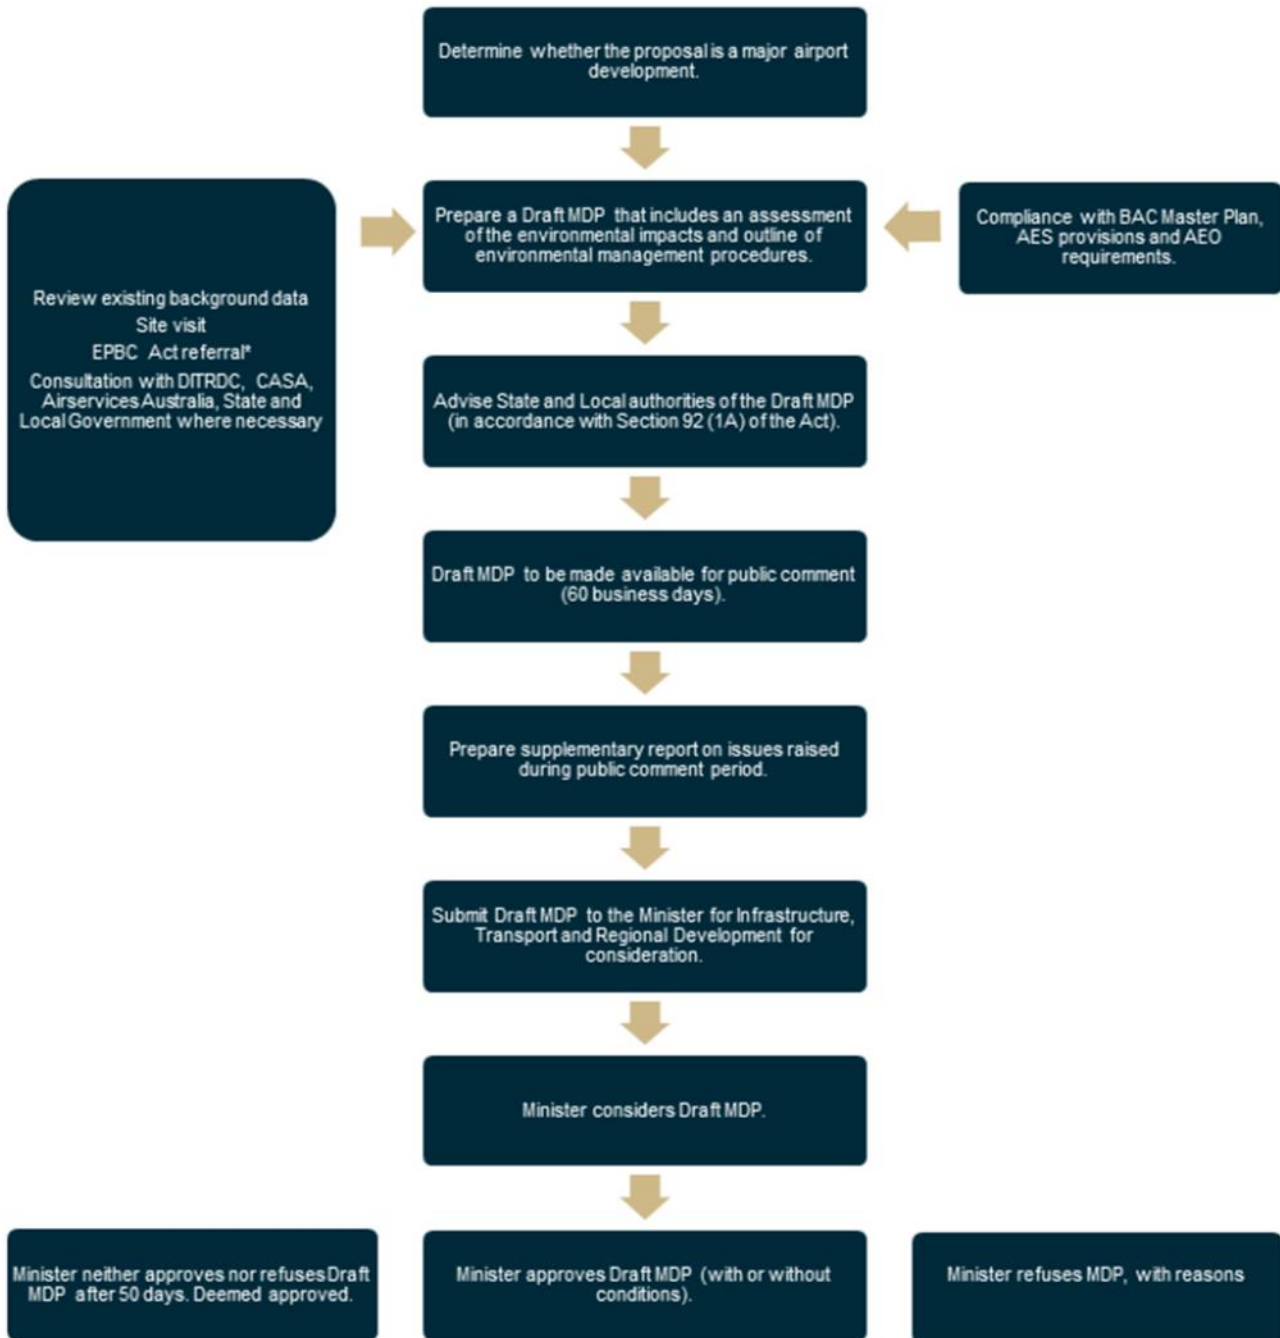 Determine whether the proposal is a major airport
development.
Review existing background data
Site visit
EPBC Act referral*
Consultation with DITRDC, CASA,
Airservices Australia, State and
Local Government where necessary
Prepare a Draft MDP that includes an assessment
of the environmental impacts and outline of
environmental management procedures.
Compliance with BAC Master Plan,
AES provisions and AEO
requirements.
Advise State and Local authorities of the Draft MDP
(in accordance with Section 92 (1A) of the Act).
Draft MDP to be made available for public comment
(60 business days).
Prepare supplementary report on issues raised
during public comment period.
Submit Draft MDP to the Minister for Infrastructure,
Transport and Regional Development for
consideration.
Minister considers Draft MDP.
Minister neither approves nor refuses Draft
MDP after 50 days. Deemed approved.
Minister approves Draft MDP (with or without
conditions).
Minister refuses MDP, with reasons